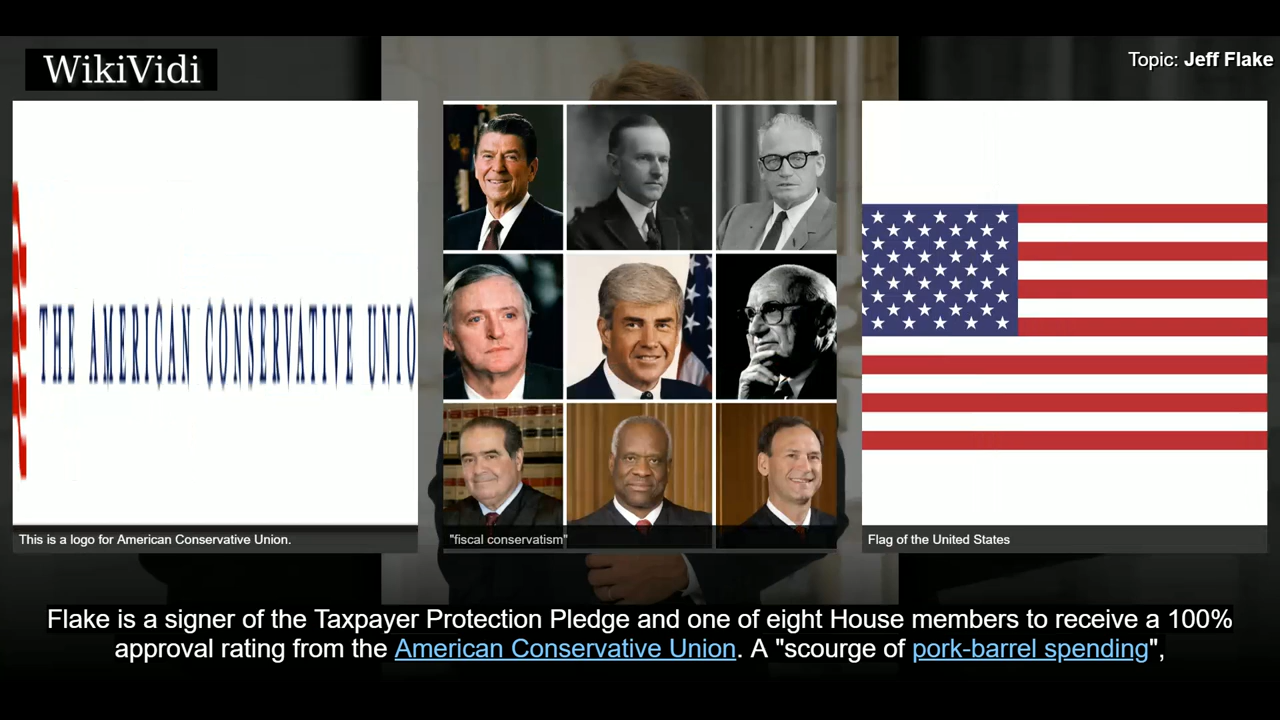 WikiVidi
Topic: Jeff Flake
THE AMERICAN CONSERVATIVE UNIO
This is a logo for American Conservative Union.
"fiscal conservatism"
Flag of the United States
Flake is a signer of the Taxpayer Protection Pledge and one of eight House members to receive a 100%
approval rating from the American Conservative Union. A "scourge of pork-barrel spending",